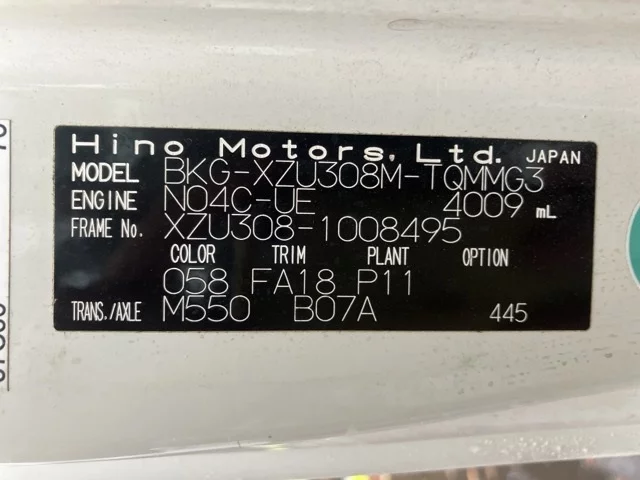 Hino Motors, Ltd. JAPAN
MODEL BKG-XZU308M-TQMMG3
ENGINE N04C-UE 4009 mL
FRAME No. XZU308-1008495
COLOR TRIM PLANT OPTION
058 FA18 P11
TRANS./AXLE M550 B07A 445